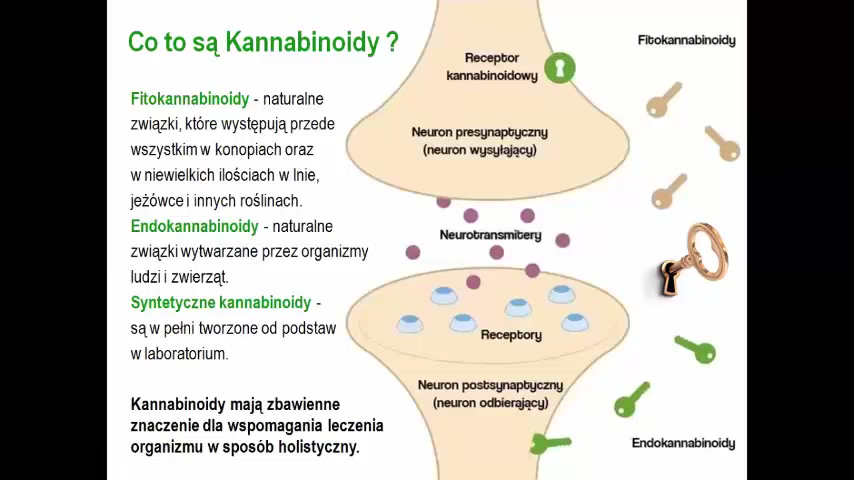 Co to są Kannabinoidy ?
Fitokannabinoidy - naturalne
związki, które występują przede
wszystkim w konopiach oraz
w niewielkich ilościach w lnie,
jeżówce i innych roślinach.
Endokannabinoidy - naturalne
związki wytwarzane przez organizmy
ludzi i zwierząt.
Syntetyczne kannabinoidy -
są w pełni tworzone od podstaw
w laboratorium.
Kannabinoidy mają zbawienne
znaczenie dla wspomagania leczenia
organizmu w sposób holistyczny.
Receptor
kannabinoidowy
Neuron presynaptyczny
(neuron wysyłający)
Neurotransmitery
Receptory
Neuron postsynaptyczny
(neuron odbierający)
Fitokannabinoidy
Endokannabinoidy